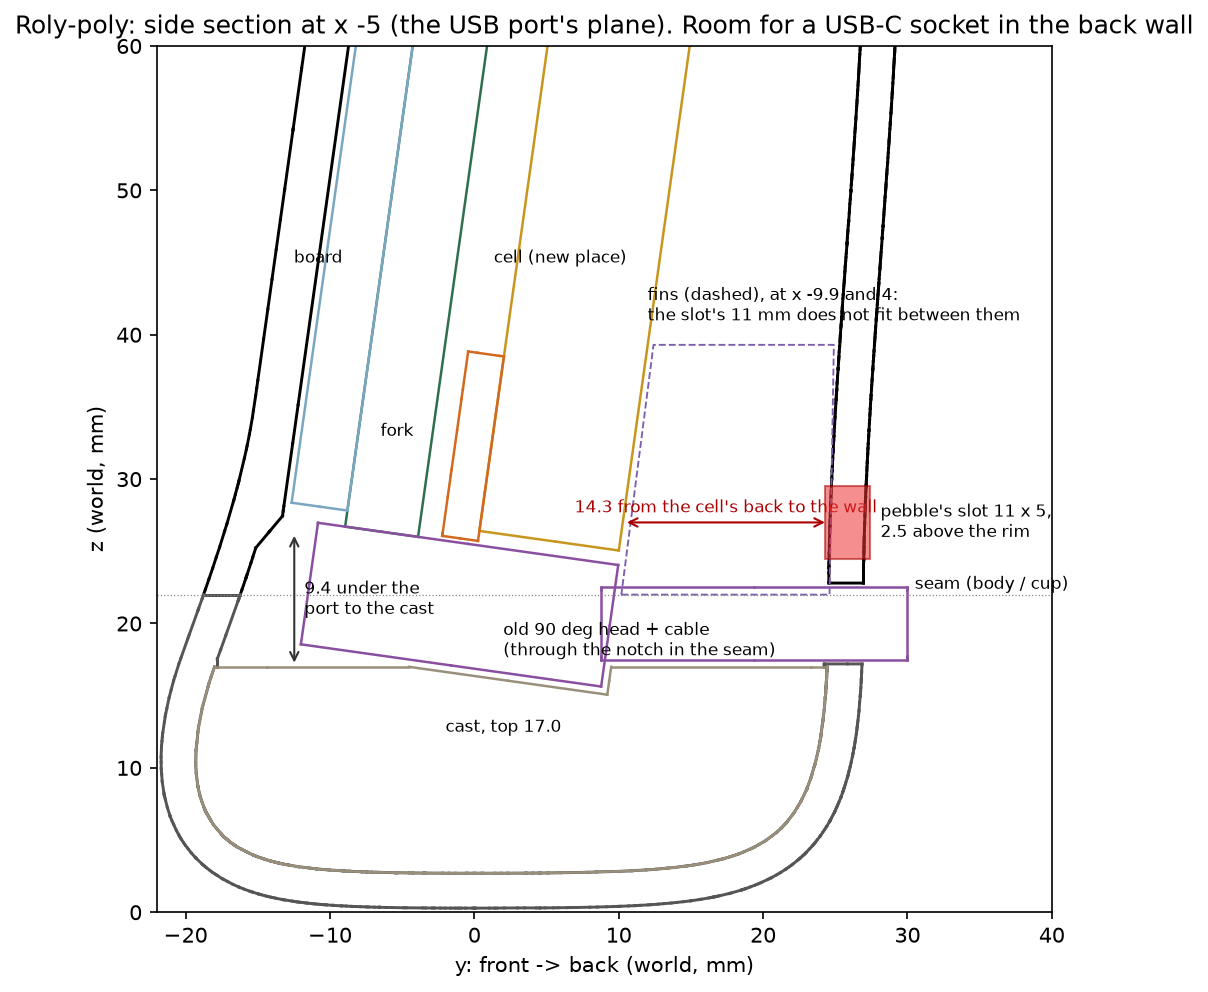 Roly-poly: side section at x -5 (the USB port's plane). Room for a USB-C socket in the back wall
60
50
40
30
20
10
0
z (world, mm)
board
cell (new place)
fins (dashed), at x -9.9 and 4:
the slot's 11 mm does not fit between them
fork
14.3 from the cell's back to the wall
pebble's slot 11 x 5,
2.5 above the rim
9.4 under the
port to the cast
seam (body / cup)
old 90 deg head + cable
(through the notch in the seam)
cast, top 17.0
−20
−10
0
10
20
30
40
y: front -> back (world, mm)